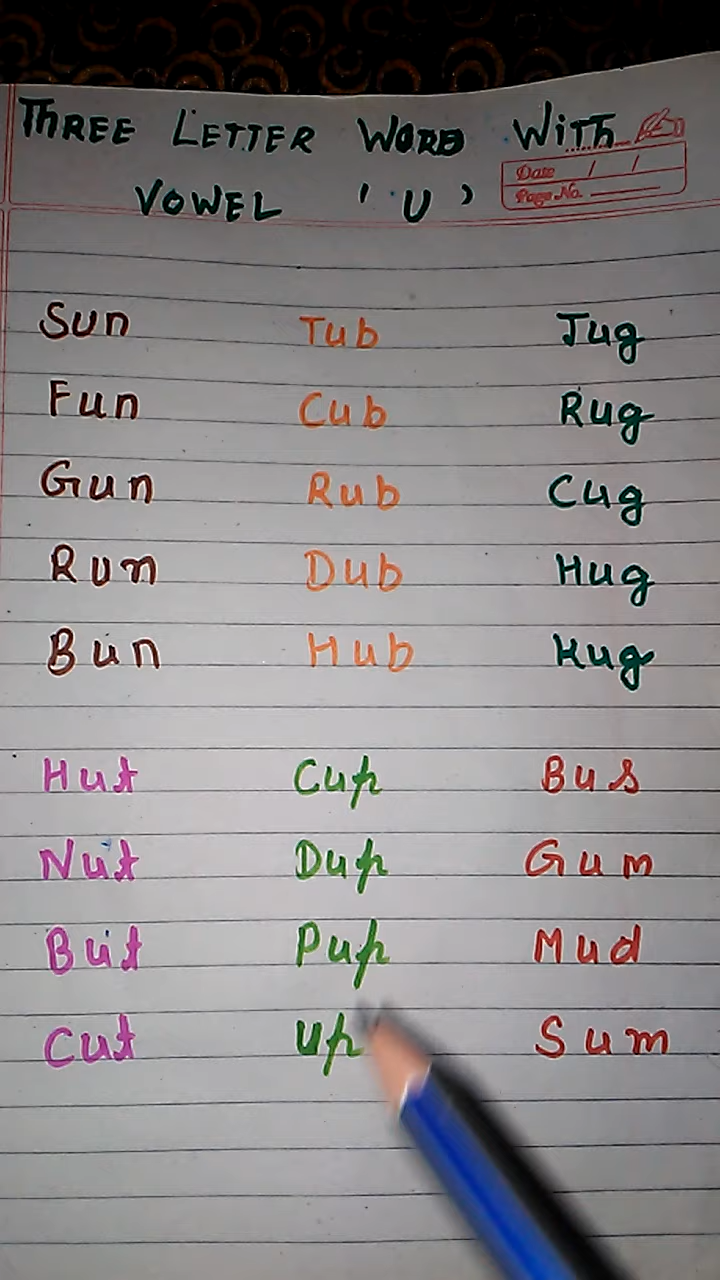 THREE LETTER WORD WITH
Date / /
Page No.
VOWEL 'U'
Sun Tub Jug
Fun Cub Rug
Gun Rub Cug
Run Dub Hug
Bun Hub Kug
Hut Cup Bus
Nut Dup Gum
But Pup Mud
Cut Up Sum